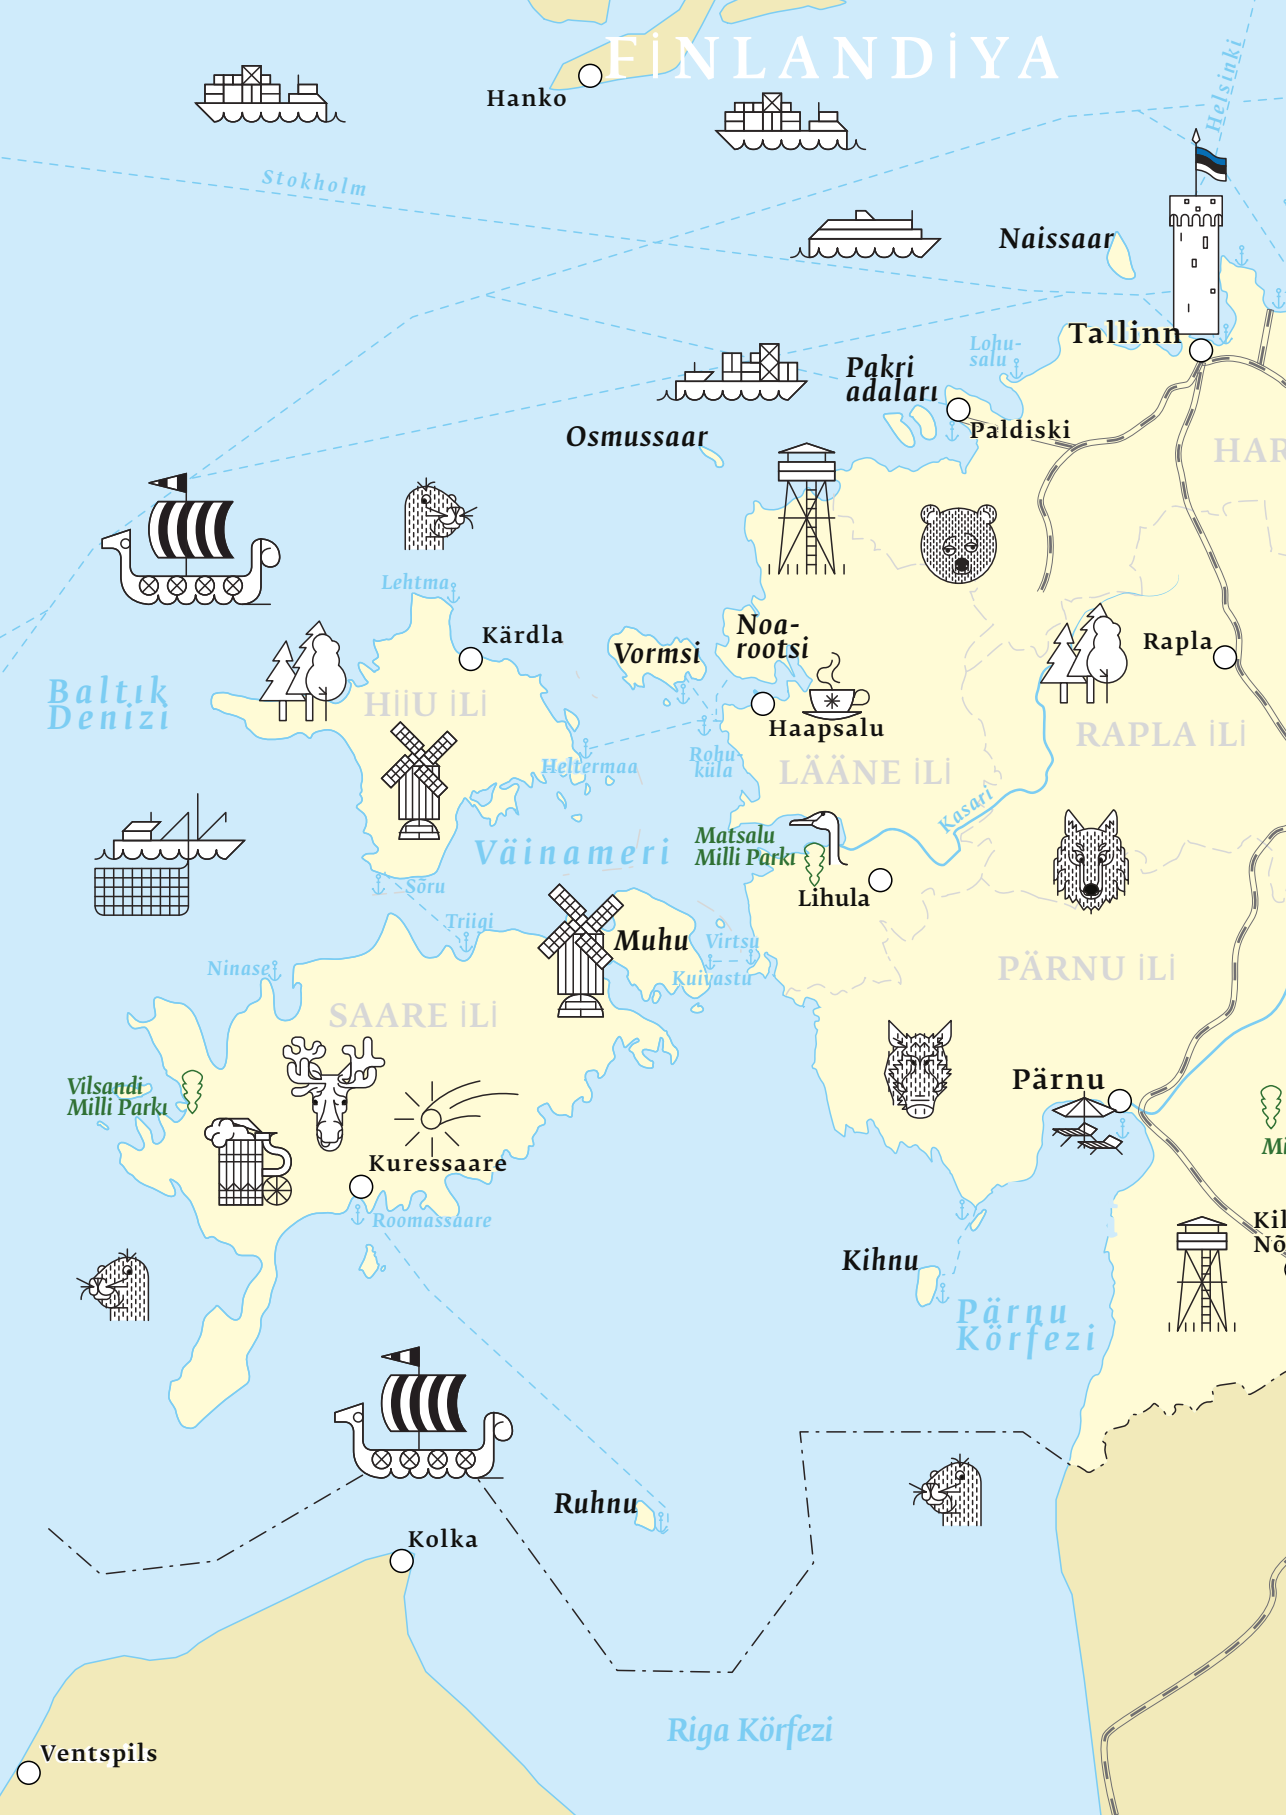 FİNLANDİYA
Hanko
Helsinki
Stokholm
Naissaar
Tallinn
Lohu-
salu
Pakri
adaları
Paldiski
Osmussaar
HAR
Lehtma
Kärdla
Noa-
rootsi
Vormsi
Rapla
Baltık
Denizi
HİİU İLİ
Haapsalu
RAPLA İLİ
Rohu-
küla
Heltermaa
LÄÄNE İLİ
Kasari
Matsalu
Milli Parkı
Väinameri
Lihula
Sõru
Triigi
Muhu
Virtsu
Kuivastu
Ninase
PÄRNU İLİ
SAARE İLİ
Vilsandi
Milli Parkı
Pärnu
Mi
Kuressaare
Roomassaare
Kil
Nõ
Kihnu
Pärnu
Körfezi
Ruhnu
Kolka
Riga Körfezi
Ventspils